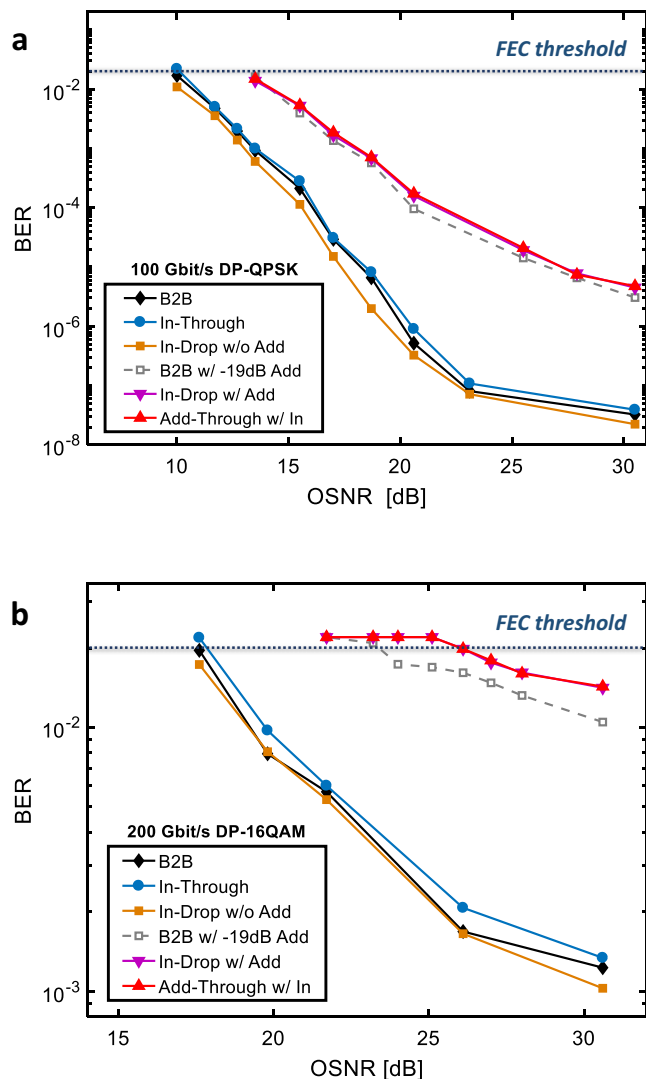 a
FEC threshold
10⁻²
10⁻⁴
10⁻⁶
10⁻⁸
BER
100 Gbit/s DP-QPSK
B2B
In-Through
In-Drop w/o Add
B2B w/ -19dB Add
In-Drop w/ Add
Add-Through w/ In
10 15 20 25 30
OSNR [dB]
b
FEC threshold
10⁻²
10⁻³
BER
200 Gbit/s DP-16QAM
B2B
In-Through
In-Drop w/o Add
B2B w/ -19dB Add
In-Drop w/ Add
Add-Through w/ In
15 20 25 30
OSNR [dB]